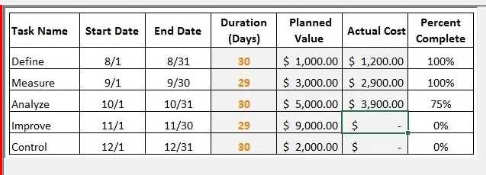 Task Name Start Date End Date Duration (Days) Planned Value Actual Cost Percent Complete
Define 8/1 8/31 30 $ 1,000.00 $ 1,200.00 100%
Measure 9/1 9/30 29 $ 3,000.00 $ 2,900.00 100%
Analyze 10/1 10/31 30 $ 5,000.00 $ 3,900.00 75%
Improve 11/1 11/30 29 $ 9,000.00 $ - 0%
Control 12/1 12/31 30 $ 2,000.00 $ - 0%